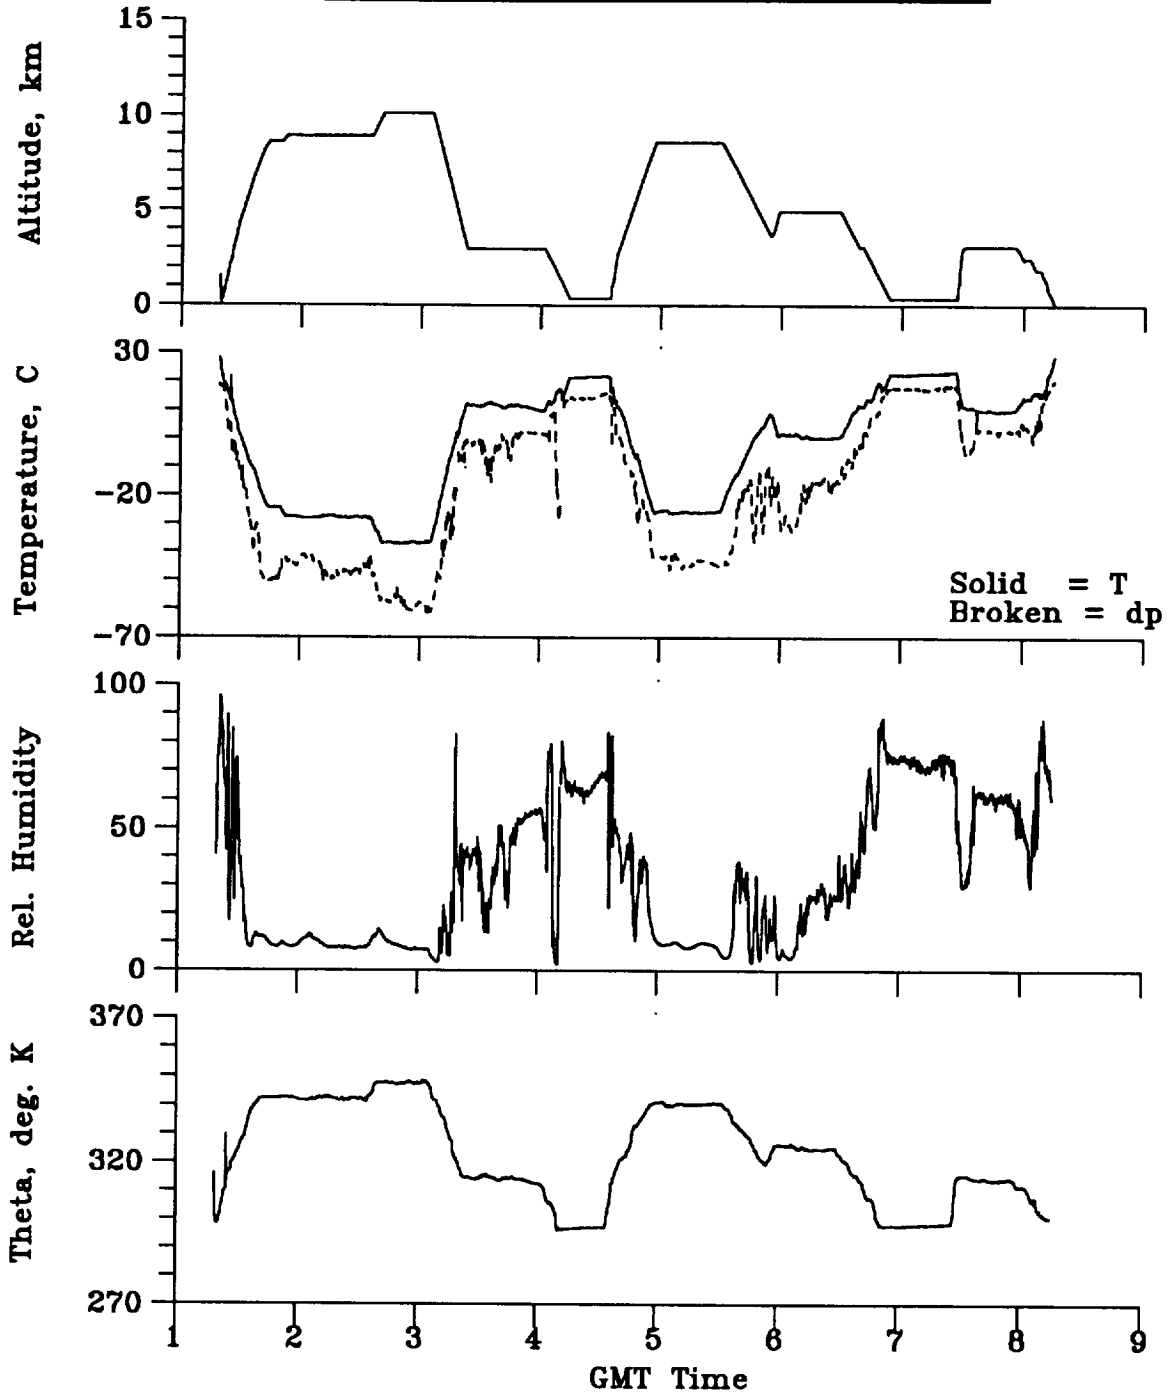 15
10
5
0
Altitude, km
30
-20
-70
Temperature, C
Solid = T
Broken = dp
100
50
0
Rel. Humidity
370
320
270
Theta, deg. K
1 2 3 4 5 6 7 8 9
GMT Time